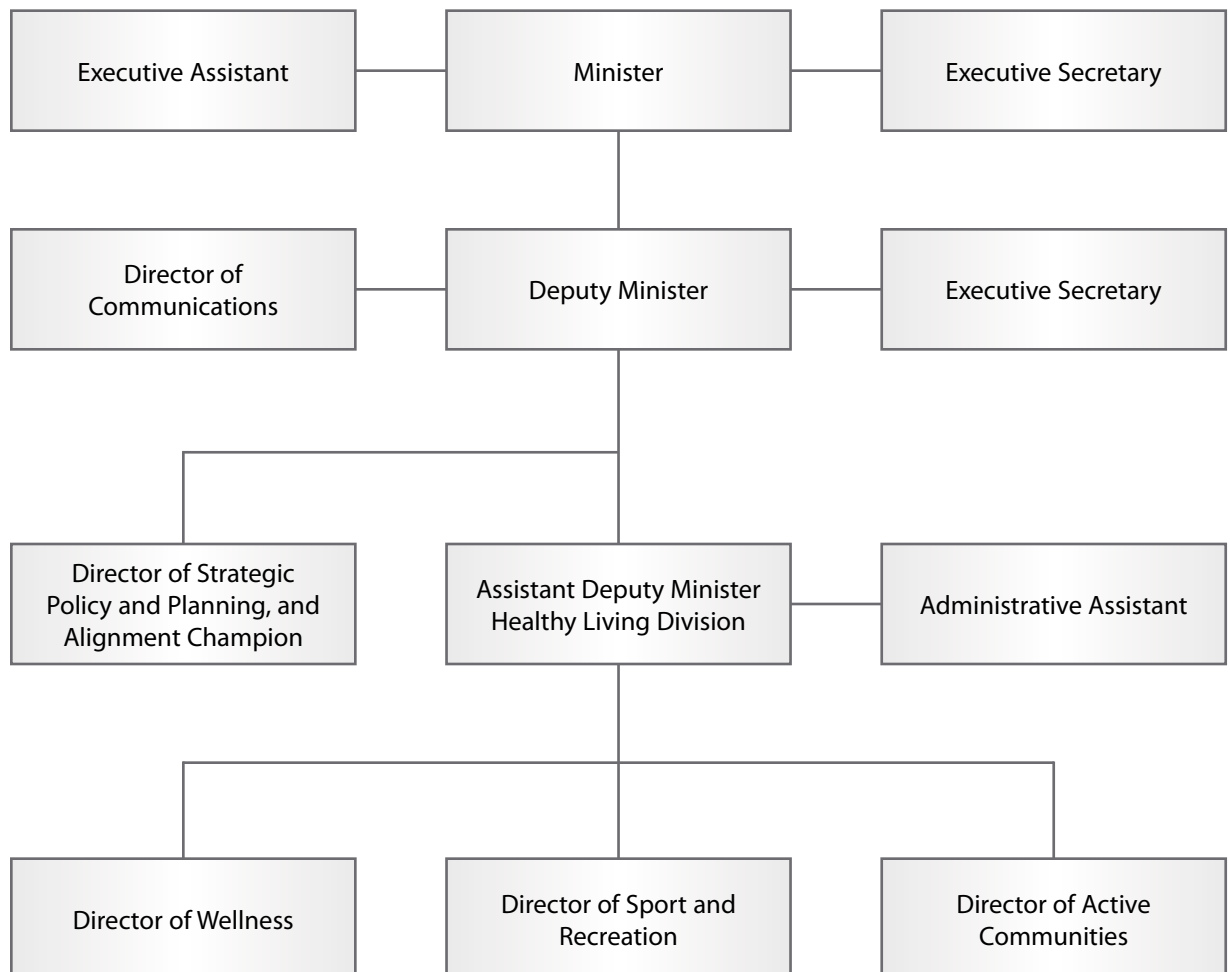 Executive Assistant
Minister
Executive Secretary
Director of
Communications
Deputy Minister
Executive Secretary
Director of Strategic
Policy and Planning, and
Alignment Champion
Assistant Deputy Minister
Healthy Living Division
Administrative Assistant
Director of Wellness
Director of Sport and
Recreation
Director of Active
Communities